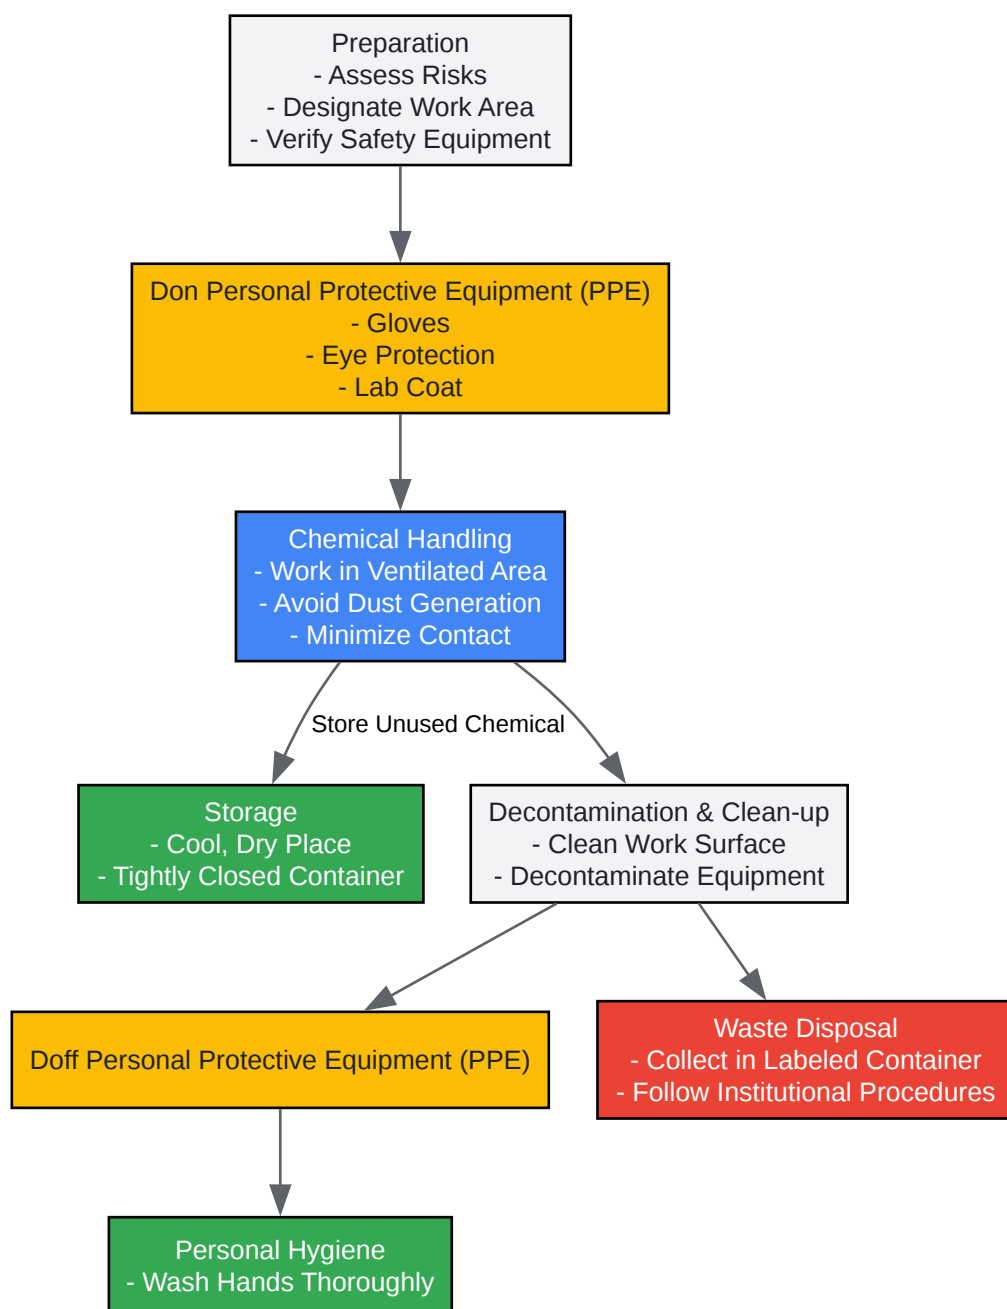 Preparation
- Assess Risks
- Designate Work Area
- Verify Safety Equipment
Don Personal Protective Equipment (PPE)
- Gloves
- Eye Protection
- Lab Coat
Chemical Handling
- Work in Ventilated Area
- Avoid Dust Generation
- Minimize Contact
Store Unused Chemical
Storage
- Cool, Dry Place
- Tightly Closed Container
Decontamination & Clean-up
- Clean Work Surface
- Decontaminate Equipment
Doff Personal Protective Equipment (PPE)
Waste Disposal
- Collect in Labeled Container
- Follow Institutional Procedures
Personal Hygiene
- Wash Hands Thoroughly